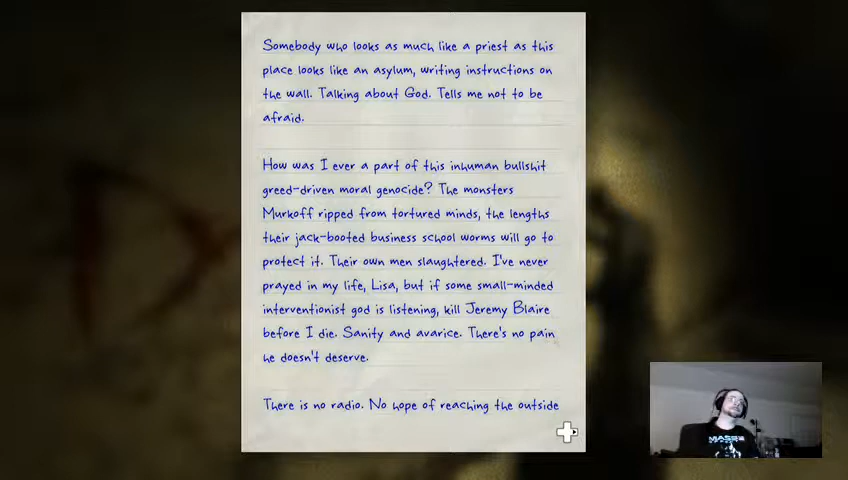 Somebody who looks as much like a priest as this
place looks like an asylum, writing instructions on
the wall. Talking about God. Tells me not to be
afraid.
How was I ever a part of this inhuman bullshit
greed-driven moral genocide? The monsters
Murkoff ripped from tortured minds, the lengths
their jack-booted business school worms will go to
protect it. Their own men slaughtered. I've never
prayed in my life, Lisa, but if some small-minded
interventionist god is listening, kill Jeremy Blaire
before I die. Sanity and avarice. There's no pain
he doesn't deserve.
There is no radio. No hope of reaching the outside